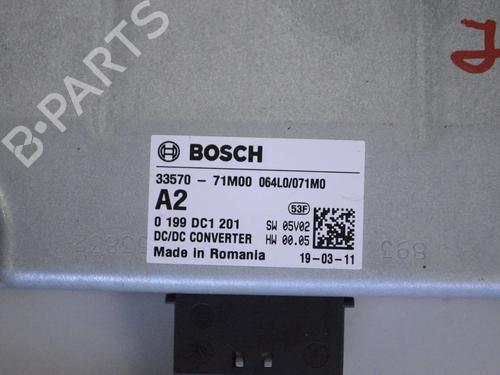 B-PARTS
BOSCH
33570 - 71M00 064L0/071M0
A2
53F
0 199 DC1 201 SW 05V02
DC/DC CONVERTER HW 00.05
Made in Romania 19-03-11
893